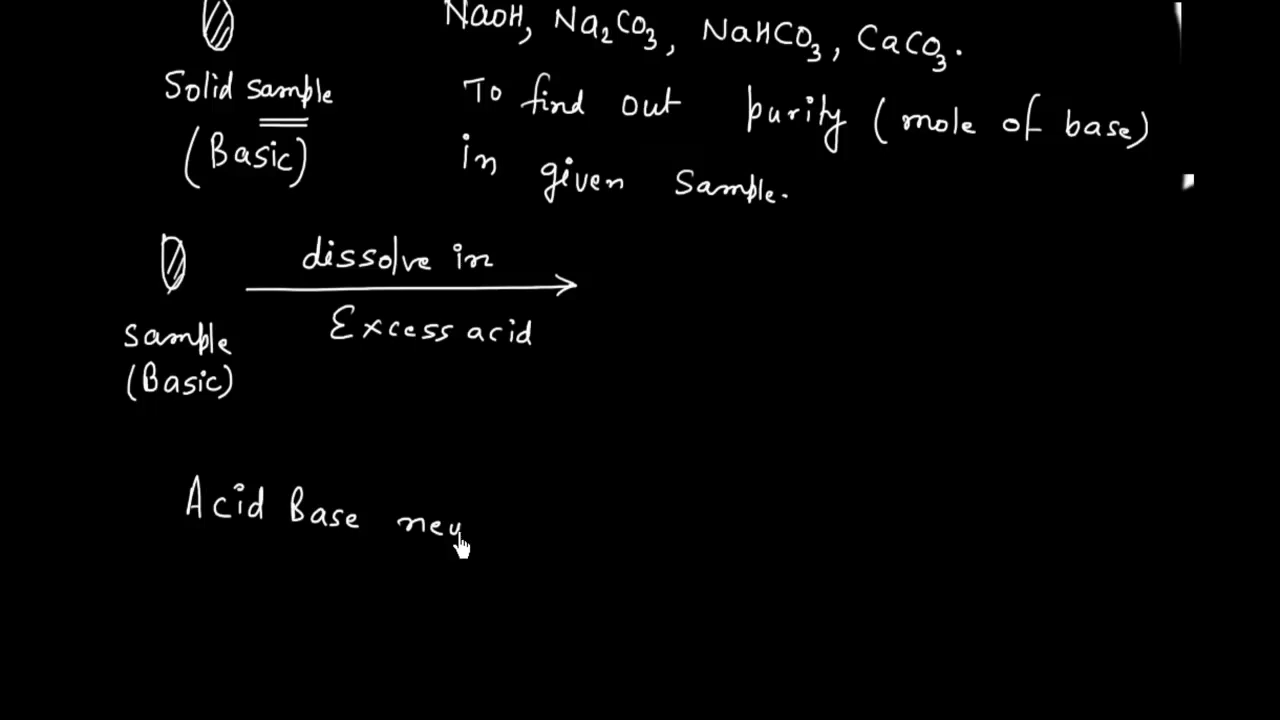 NaOH, Na₂CO₃, NaHCO₃, CaCO₃.
Solid sample
(Basic)
To find out purity (mole of base)
in given Sample.
dissolve in
Excess acid
Sample
(Basic)
Acid Base neu